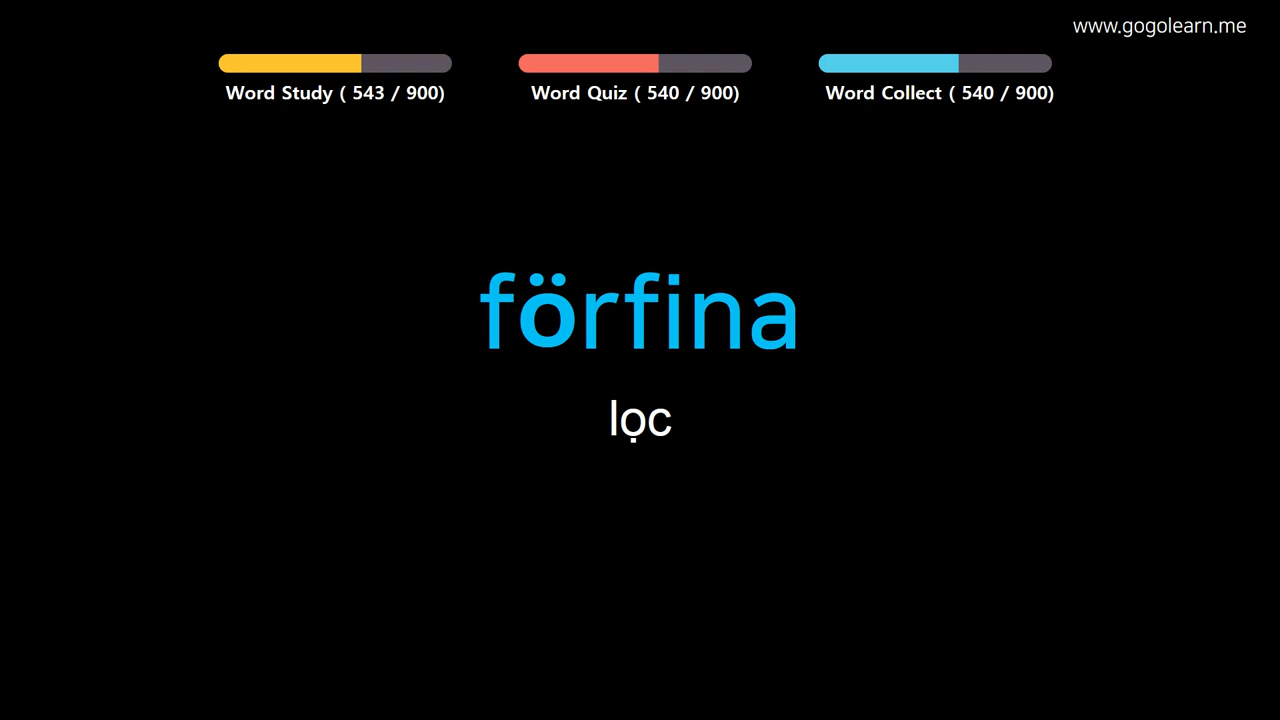 www.gogolearn.me
Word Study ( 543 / 900)
Word Quiz ( 540 / 900)
Word Collect ( 540 / 900)
förfina
lọc